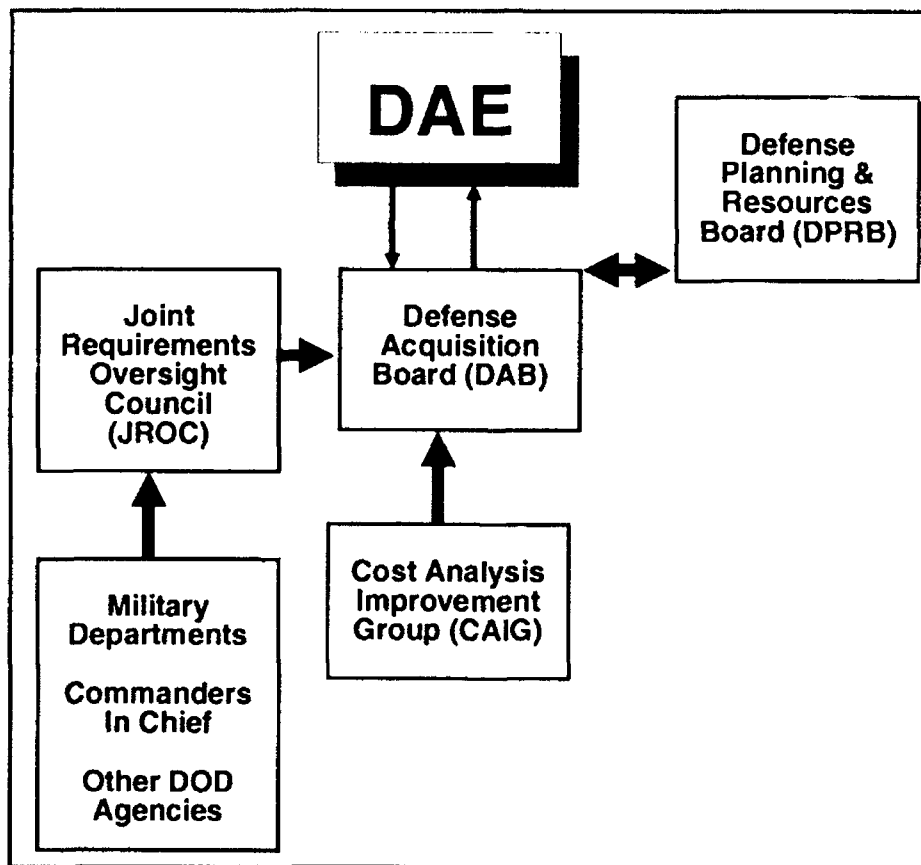 DAE
Defense
Planning &
Resources
Board (DPRB)
Joint
Requirements
Oversight
Council
(JROC)
Defense
Acquisition
Board (DAB)
Cost Analysis
Improvement
Group (CAIG)
Military
Departments
Commanders
In Chief
Other DOD
Agencies